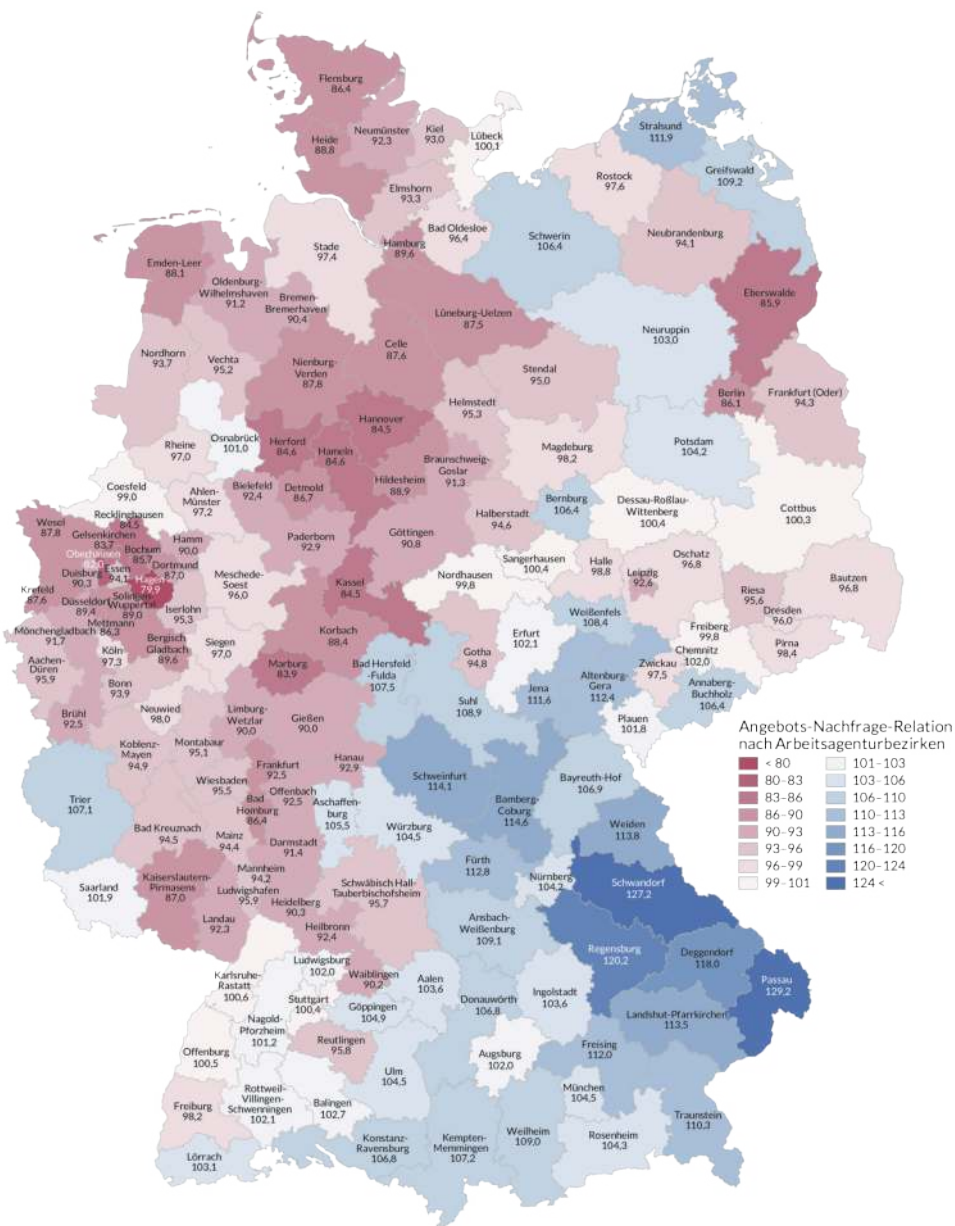 Flensburg
86,4
Heide
88,8
Neumünster
92,3
Kiel
93,0
Lübeck
100,1
Elmshorn
93,3
Bad Oldesloe
96,4
Hamburg
89,6
Stade
97,4
Stralsund
111,9
Greifswald
109,2
Rostock
97,6
Schwerin
106,4
Neubrandenburg
94,1
Emden-Leer
88,1
Oldenburg-
Wilhelmshaven
91,2
Bremen-
Bremerhaven
90,4
Lüneburg-Uelzen
87,5
Eberswalde
85,9
Neuruppin
103,0
Celle
87,6
Nordhorn
93,7
Vechta
95,2
Nienburg-
Verden
87,8
Stendal
95,0
Berlin
86,1
Frankfurt (Oder)
94,3
Helmstedt
95,3
Hannover
84,5
Osnabrück
101,0
Herford
84,6
Hameln
84,6
Rheine
97,0
Magdeburg
98,2
Potsdam
104,2
Braunschweig-
Goslar
91,3
Hildesheim
88,9
Coesfeld
99,0
Ahlen-
Münster
97,2
Bielefeld
92,4
Detmold
86,7
Halberstadt
94,6
Bernburg
106,4
Dessau-Roßlau-
Wittenberg
100,4
Cottbus
100,3
Recklinghausen
84,5
Wesel
87,8
Gelsenkirchen
83,7
Bochum
85,7
Hamm
90,0
Paderborn
92,9
Göttingen
90,8
Oberhausen
Essen
94,1
Dortmund
87,0
Hagen
79,9
Duisburg
90,3
Krefeld
87,6
Düsseldorf
89,4
Solingen-
Wuppertal
89,0
Iserlohn
95,3
Meschede-
Soest
96,0
Kassel
84,5
Nordhausen
99,8
Sangerhausen
100,4
Halle
98,8
Leipzig
92,6
Oschatz
96,8
Bautzen
96,8
Riesa
95,6
Dresden
96,0
Mettmann
86,3
Mönchengladbach
91,7
Köln
97,3
Bergisch
Gladbach
89,6
Siegen
97,0
Korbach
88,4
Weißenfels
108,4
Freiberg
99,8
Pirna
98,4
Chemnitz
102,0
Erfurt
102,1
Gotha
94,8
Aachen-
Düren
95,9
Bonn
93,9
Marburg
83,9
Bad Hersfeld
-Fulda
107,5
Suhl
108,9
Jena
111,6
Altenburg-
Gera
112,4
Zwickau
97,5
Annaberg-
Buchholz
106,4
Plauen
101,8
Brühl
92,5
Neuwied
98,0
Limburg-
Wetzlar
90,0
Gießen
90,0
Koblenz-
Mayen
94,9
Montabaur
95,1
Hanau
92,9
Frankfurt
92,5
Wiesbaden
95,5
Offenbach
92,5
Bad
Homburg
86,4
Aschaffen-
burg
105,5
Schweinfurt
114,1
Bamberg-
Coburg
114,6
Bayreuth-Hof
106,9
Weiden
113,8
Trier
107,1
Bad Kreuznach
94,5
Mainz
94,4
Darmstadt
91,4
Würzburg
104,5
Fürth
112,8
Nürnberg
104,2
Schwandorf
127,2
Saarland
101,9
Kaiserslautern-
Pirmasens
87,0
Mannheim
94,2
Ludwigshafen
95,9
Heidelberg
90,3
Schwäbisch Hall-
Tauberbischofsheim
95,7
Landau
92,3
Heilbronn
92,4
Ansbach-
Weißenburg
109,1
Regensburg
120,2
Deggendorf
118,0
Passau
129,2
Ludwigsburg
102,0
Waiblingen
90,2
Karlsruhe-
Rastatt
100,6
Stuttgart
100,4
Göppingen
104,9
Aalen
103,6
Donauwörth
106,8
Ingolstadt
103,6
Landshut-Pfarrkirchen
113,5
Nagold-
Pforzheim
101,2
Reutlingen
95,8
Offenburg
100,5
Ulm
104,5
Augsburg
102,0
Freising
112,0
Freiburg
98,2
Rottweil-
Villingen-
Schwenningen
102,1
Balingen
102,7
München
104,5
Traunstein
110,3
Lörrach
103,1
Konstanz-
Ravensburg
106,8
Kempten-
Memmingen
107,2
Weilheim
109,0
Rosenheim
104,3
Angebots-Nachfrage-Relation
nach Arbeitsagenturbezirken
< 80
80–83
83–86
86–90
90–93
93–96
96–99
99–101
101–103
103–106
106–110
110–113
113–116
116–120
120–124
124 <